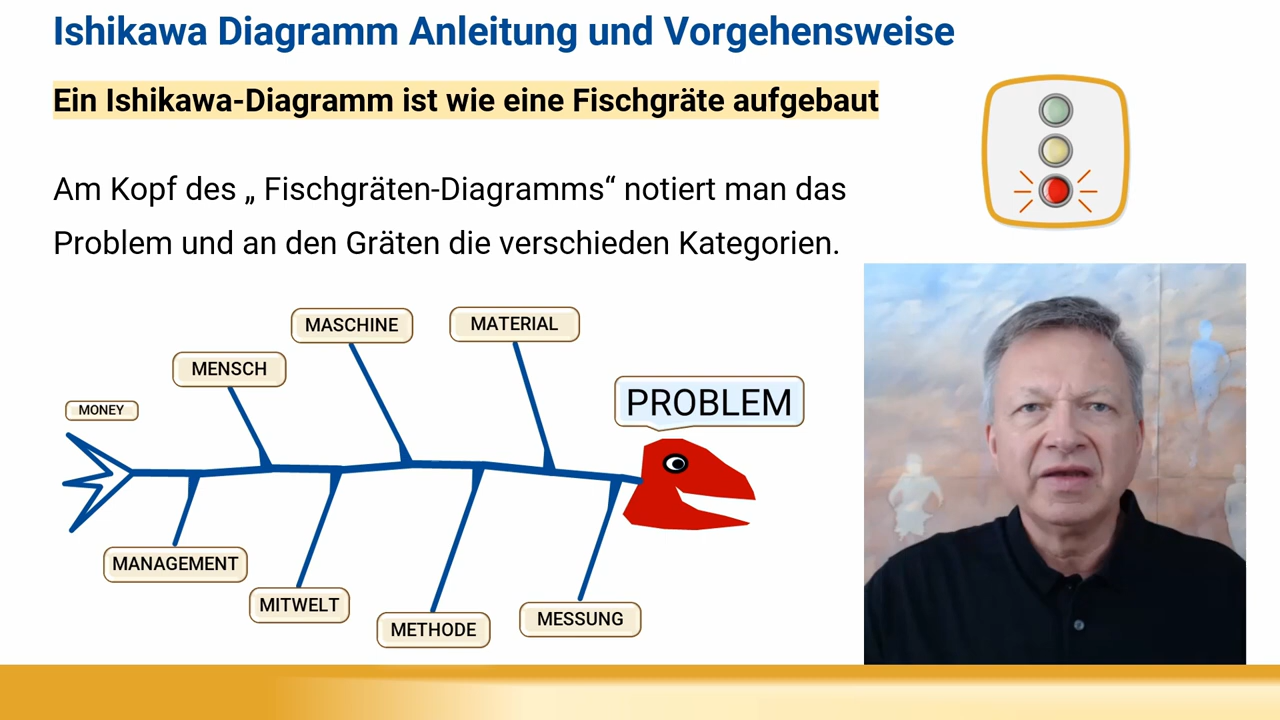 Ishikawa Diagramm Anleitung und Vorgehensweise
Ein Ishikawa-Diagramm ist wie eine Fischgräte aufgebaut
Am Kopf des „ Fischgräten-Diagramms“ notiert man das
Problem und an den Gräten die verschieden Kategorien.
MASCHINE
MATERIAL
MENSCH
MONEY
PROBLEM
MANAGEMENT
MITWELT
METHODE
MESSUNG